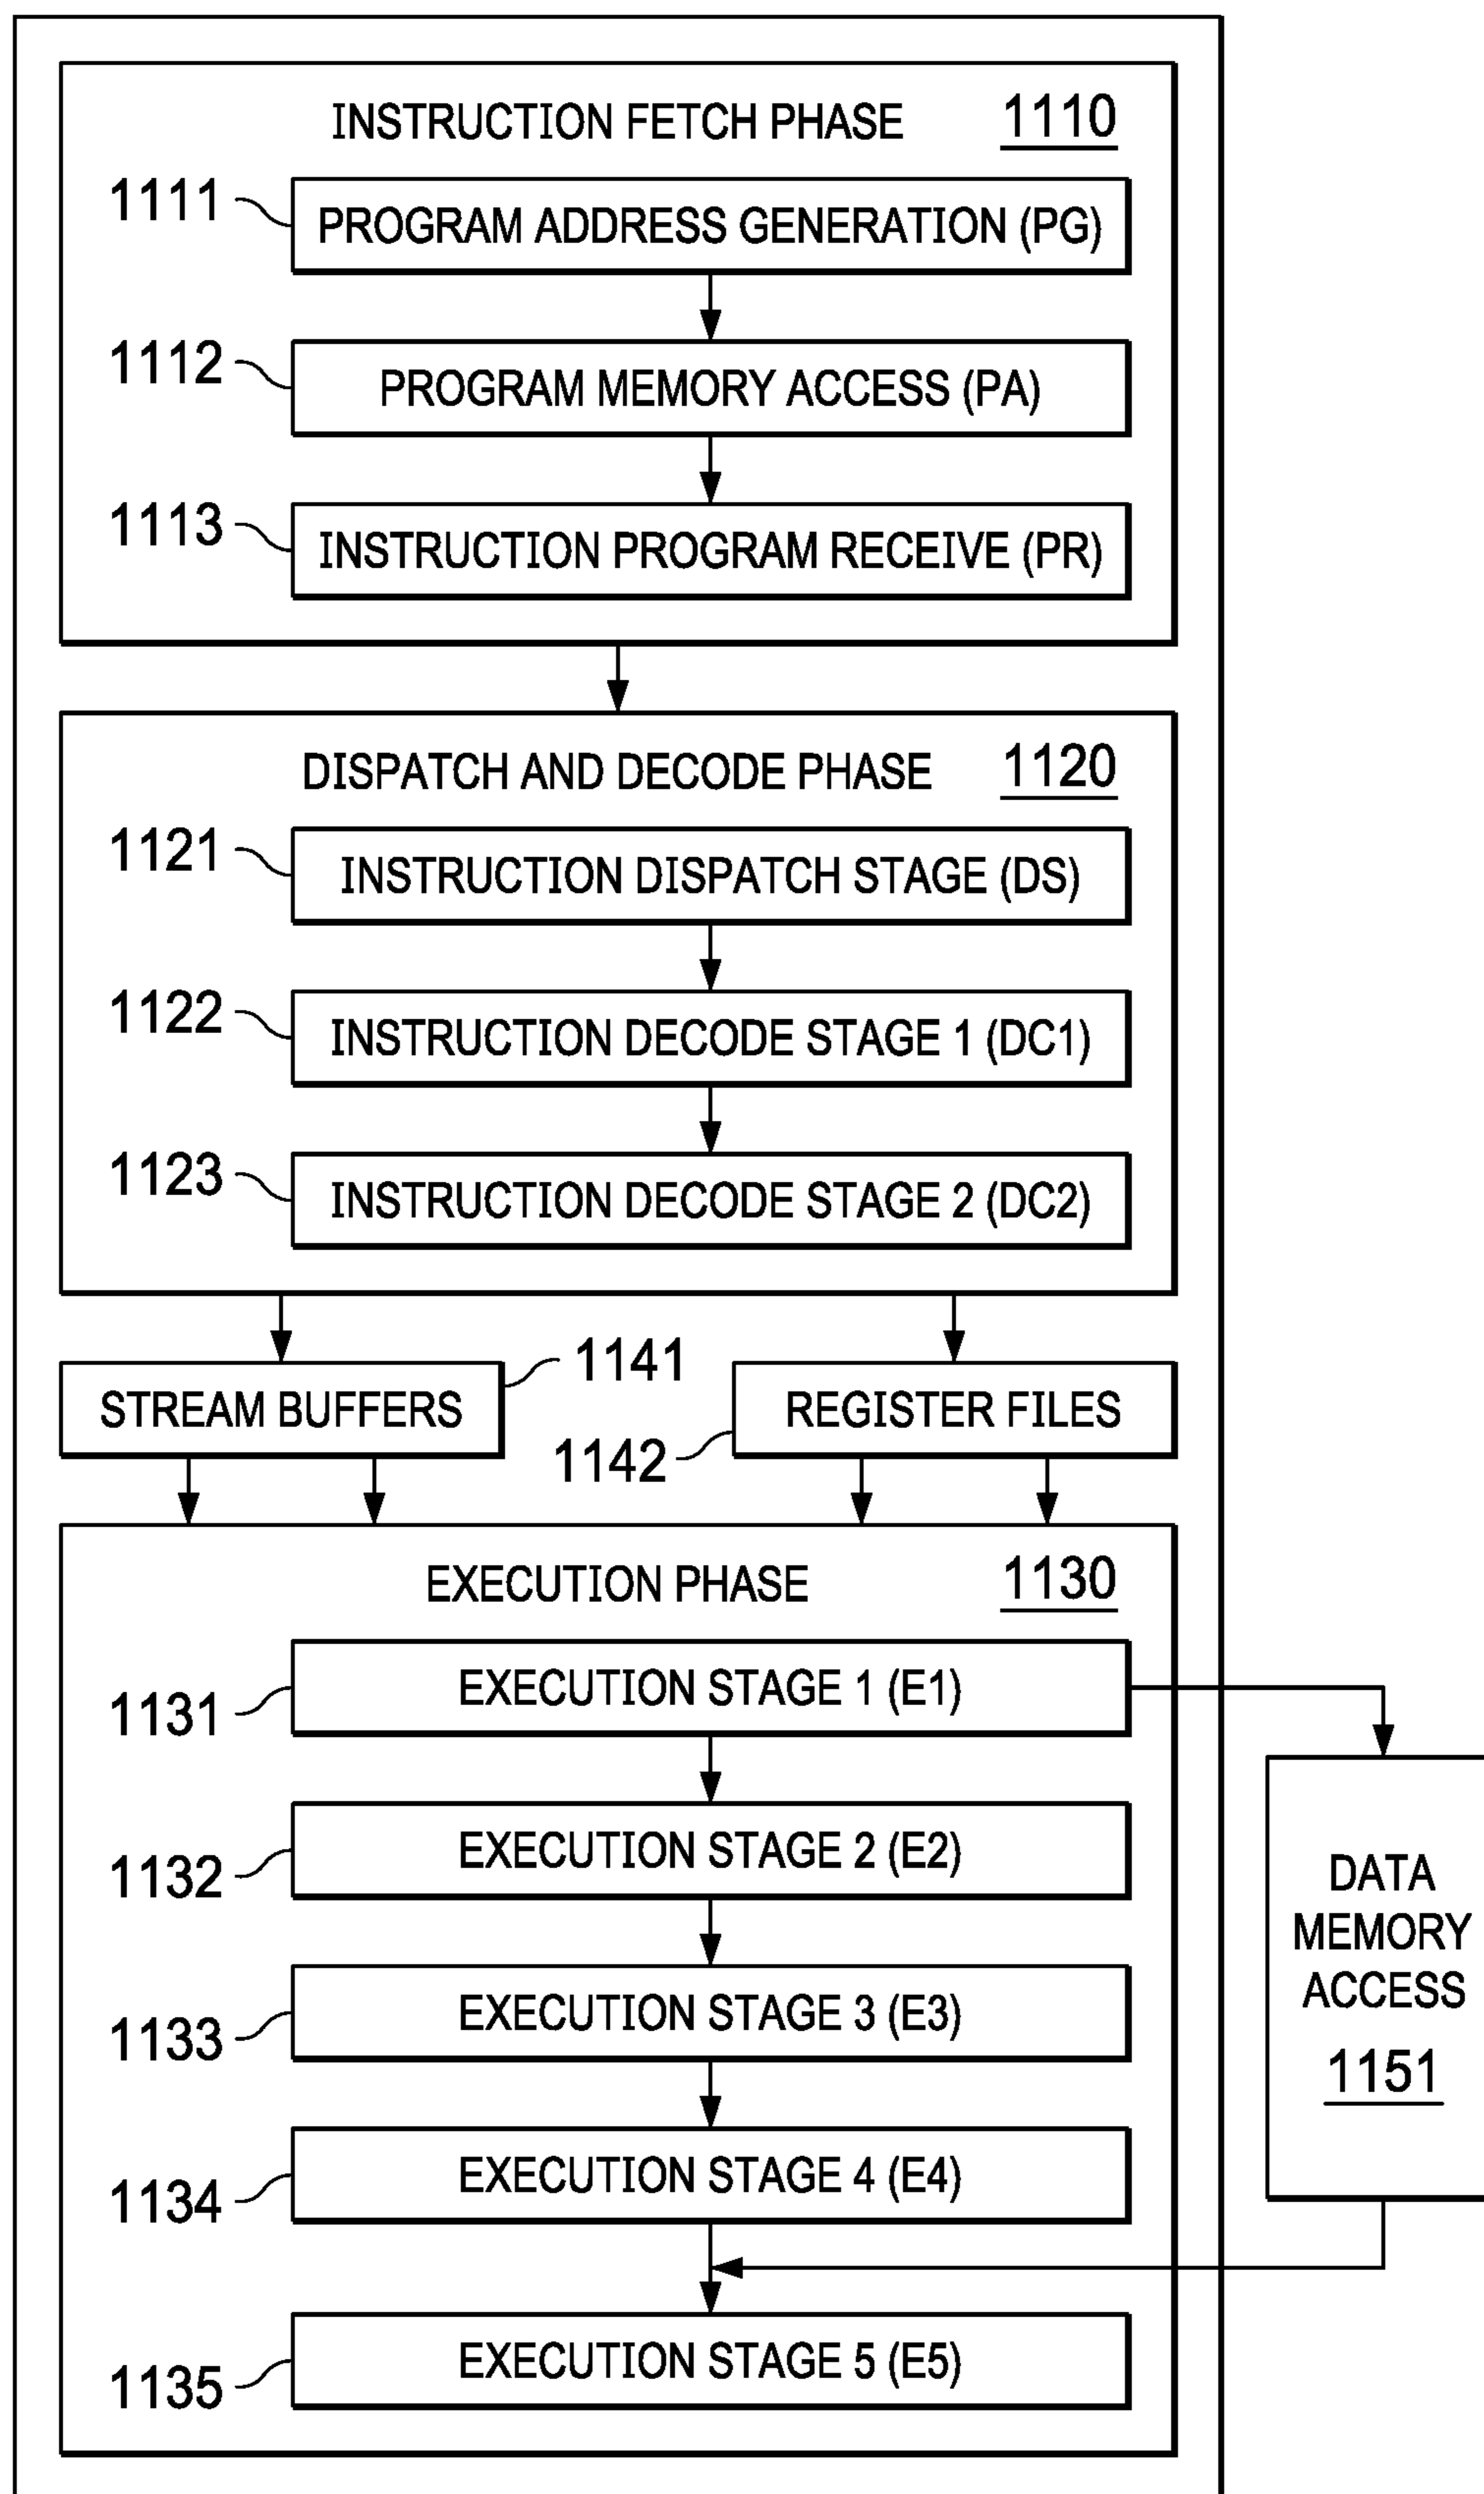 INSTRUCTION FETCH PHASE 1110
1111 PROGRAM ADDRESS GENERATION (PG)
1112 PROGRAM MEMORY ACCESS (PA)
1113 INSTRUCTION PROGRAM RECEIVE (PR)
DISPATCH AND DECODE PHASE 1120
1121 INSTRUCTION DISPATCH STAGE (DS)
1122 INSTRUCTION DECODE STAGE 1 (DC1)
1123 INSTRUCTION DECODE STAGE 2 (DC2)
STREAM BUFFERS 1141
1142 REGISTER FILES
EXECUTION PHASE 1130
1131 EXECUTION STAGE 1 (E1)
1132 EXECUTION STAGE 2 (E2)
1133 EXECUTION STAGE 3 (E3)
1134 EXECUTION STAGE 4 (E4)
1135 EXECUTION STAGE 5 (E5)
DATA
MEMORY
ACCESS
1151